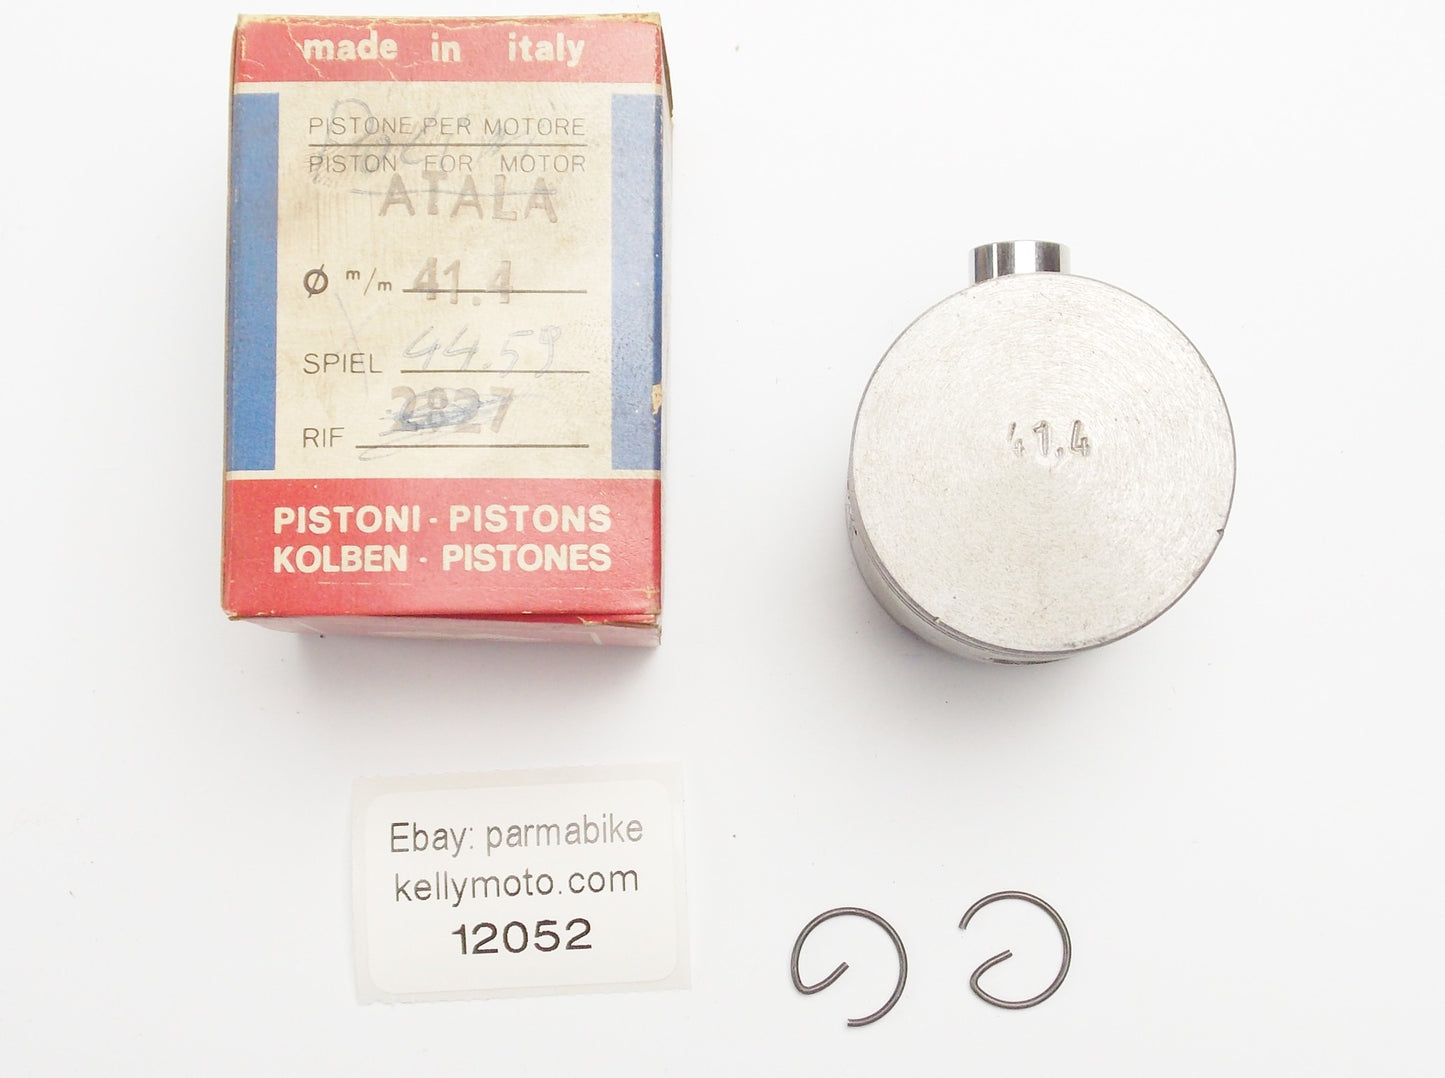 made in italy
PISTONE PER MOTORE
PISTON FOR MOTOR
ATALA
Ø m/m 41.4
SPIEL 44.59
RIF 2827
PISTONI - PISTONS
KOLBEN - PISTONES
41,4
Ebay: parmabike
kellymoto.com
12052